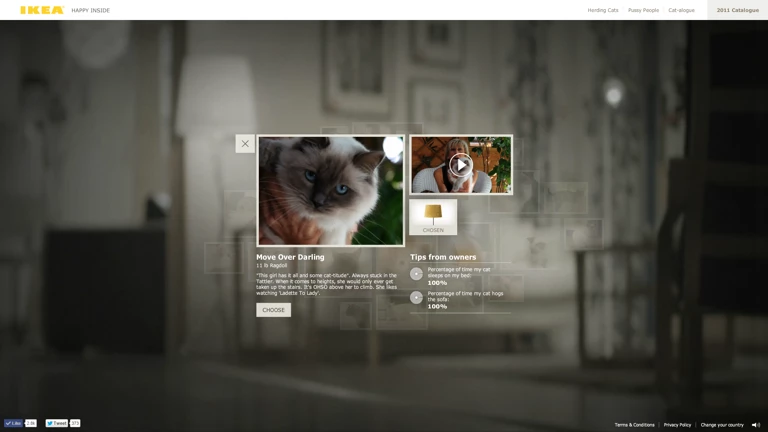 IKEA HAPPY INSIDE
Herding Cats Pussy People Cat-alogue 2011 Catalogue
CHOSEN
Move Over Darling
11 lb Ragdoll
"This girl has it all and some cat-titude". Always stuck in the
Tattler. When it comes to heights, she would only ever get
taken up the stairs. It's OHSO above her to climb. She likes
watching 'Ladette To Lady'.
CHOOSE
Tips from owners
Percentage of time my cat
sleeps on my bed:
100%
Percentage of time my cat hogs
the sofa:
100%
Like
Tweet 373
Terms & Conditions Privacy Policy Change your country